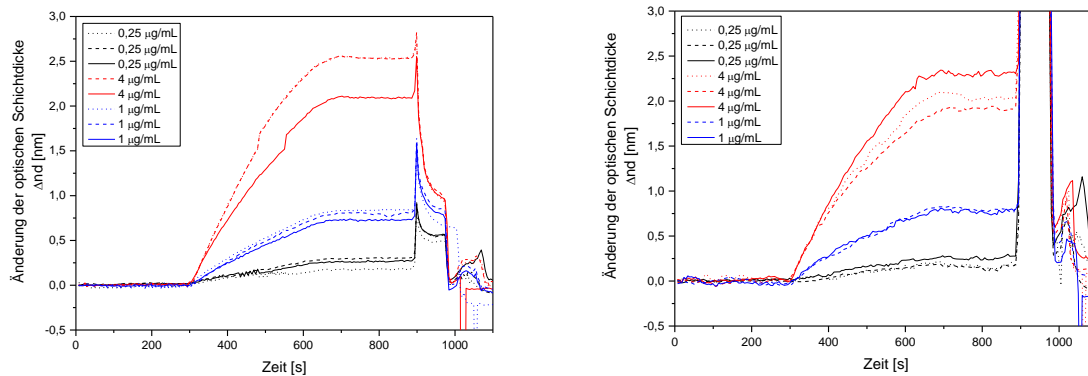 Änderung der optischen Schichtdicke
Δnd [nm]
3,0
2,5
2,0
1,5
1,0
0,5
0,0
-0,5
0,25 µg/mL
0,25 µg/mL
0,25 µg/mL
4 µg/mL
4 µg/mL
1 µg/mL
1 µg/mL
1 µg/mL
0 200 400 600 800 1000
Zeit [s]
Änderung der optischen Schichtdicke
Δnd [nm]
3,0
2,5
2,0
1,5
1,0
0,5
0,0
-0,5
0,25 µg/mL
0,25 µg/mL
0,25 µg/mL
4 µg/mL
4 µg/mL
4 µg/mL
1 µg/mL
1 µg/mL
0 200 400 600 800 1000
Zeit [s]